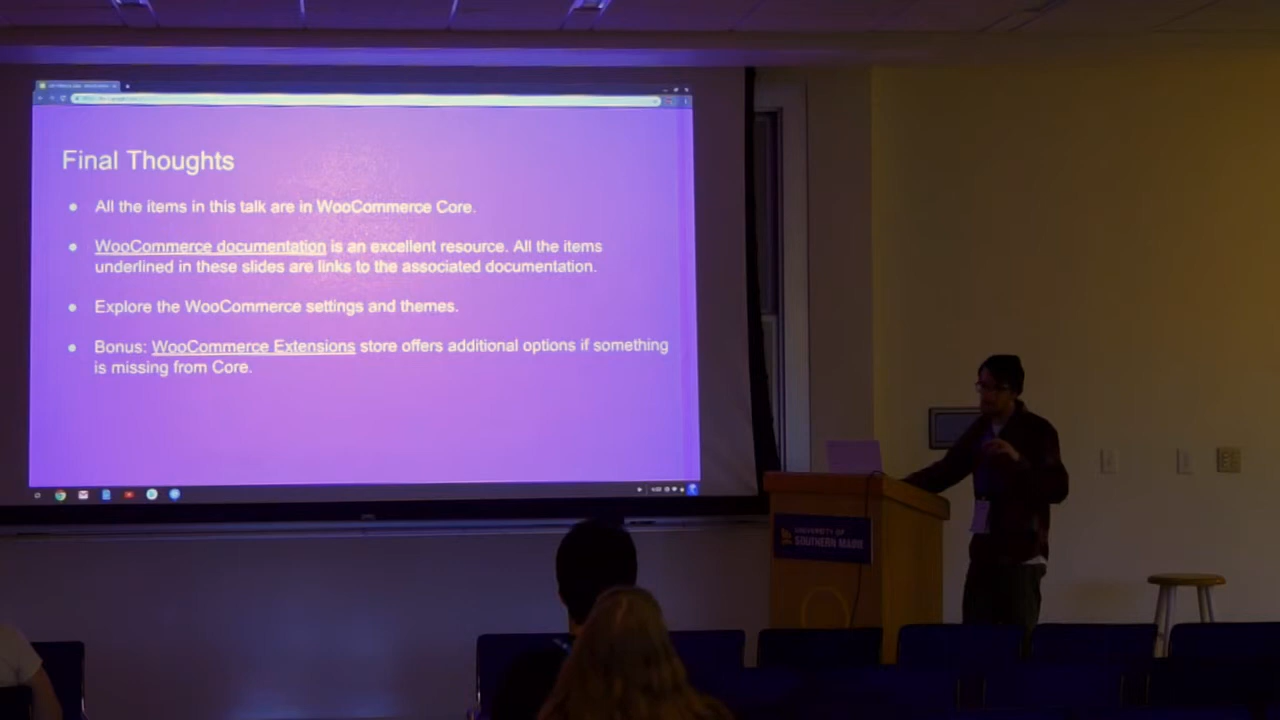 Final Thoughts
● All the items in this talk are in WooCommerce Core.
● WooCommerce documentation is an excellent resource. All the items
underlined in these slides are links to the associated documentation.
● Explore the WooCommerce settings and themes.
● Bonus: WooCommerce Extensions store offers additional options if something
is missing from Core.
UNIVERSITY OF
SOUTHERN MAINE